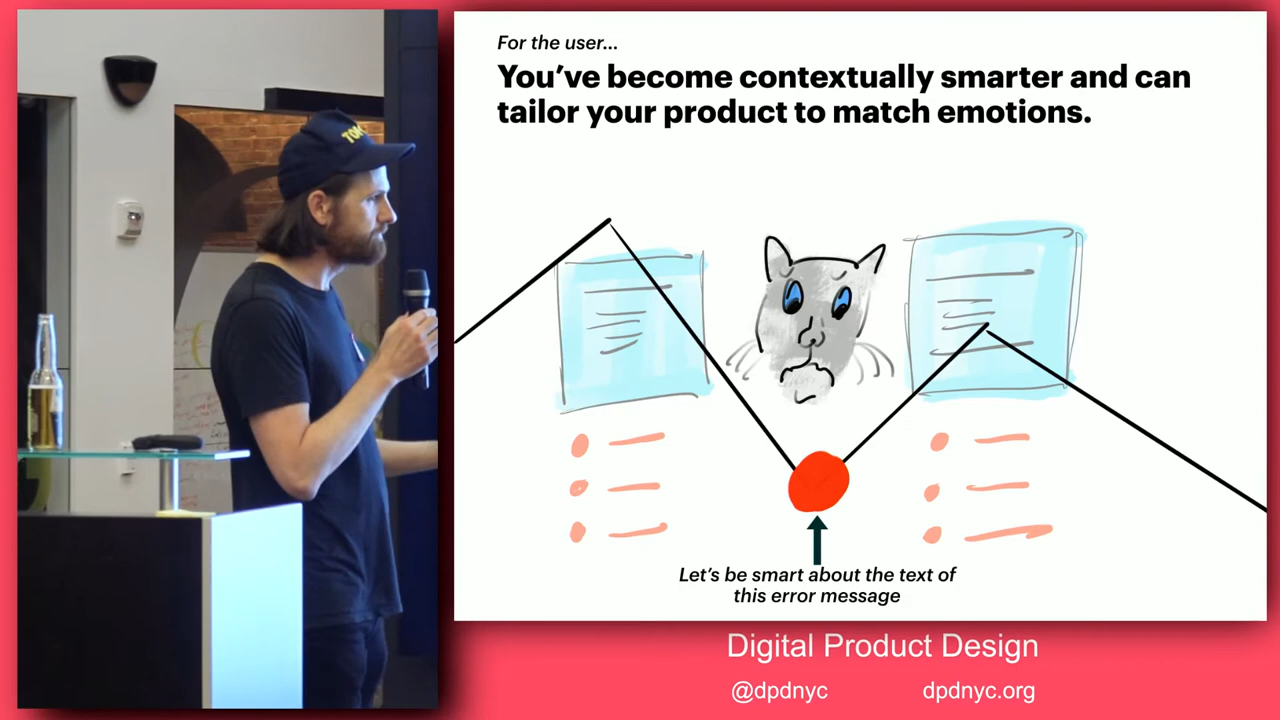 For the user...
You've become contextually smarter and can
tailor your product to match emotions.
Let's be smart about the text of
this error message
Digital Product Design
@dpdnyc
dpdnyc.org